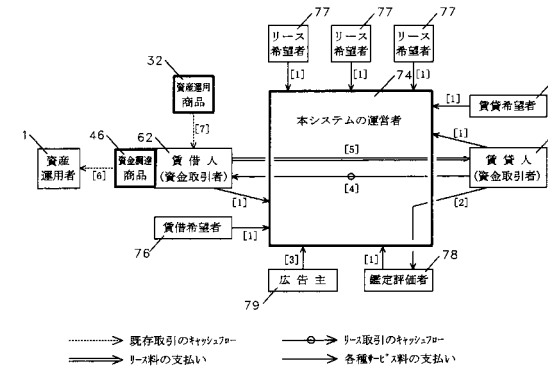 77
77
77
リース
希望者
リース
希望者
リース
希望者
32
74
[1]
[1]
[1]
資産運用
商品
[1]
賃貸希望者
本システムの運営者
[1]
1
46
62
[7]
[5]
資産
運用者
資金調達
商品
賃借人
(資金取引者)
賃貸人
(資金取引者)
[6]
[4]
[1]
[2]
賃借希望者
[1]
76
[3]
[1]
78
広告主
鑑定評価者
79
既存取引のキャッシュフロー
リース取引のキャッシュフロー
リース料の支払い
各種サービス料の支払い